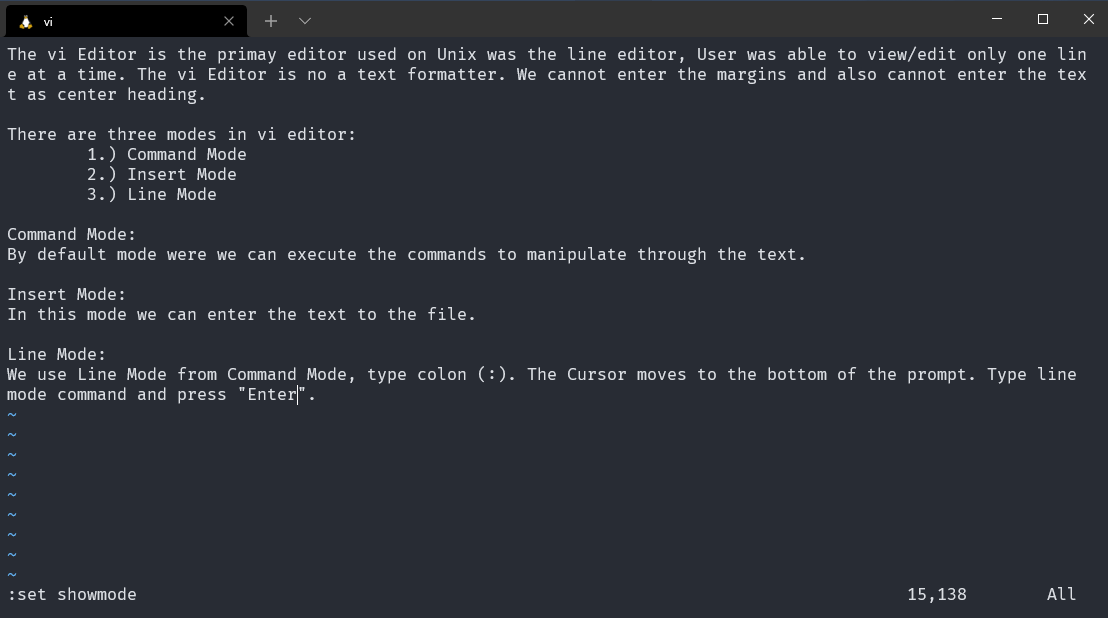 vi
The vi Editor is the primay editor used on Unix was the line editor, User was able to view/edit only one lin
e at a time. The vi Editor is no a text formatter. We cannot enter the margins and also cannot enter the tex
t as center heading.
There are three modes in vi editor:
1.) Command Mode
2.) Insert Mode
3.) Line Mode
Command Mode:
By default mode were we can execute the commands to manipulate through the text.
Insert Mode:
In this mode we can enter the text to the file.
Line Mode:
We use Line Mode from Command Mode, type colon (:). The Cursor moves to the bottom of the prompt. Type line
mode command and press "Enter".
~
~
~
~
~
~
~
~
~
:set showmode 15,138 All